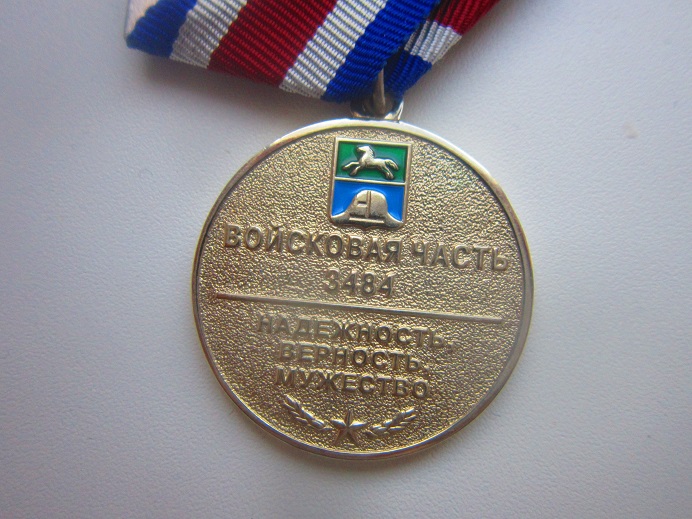 ВОЙСКОВАЯ ЧАСТЬ
3484
НАДЕЖНОСТЬ,
ВЕРНОСТЬ,
МУЖЕСТВО